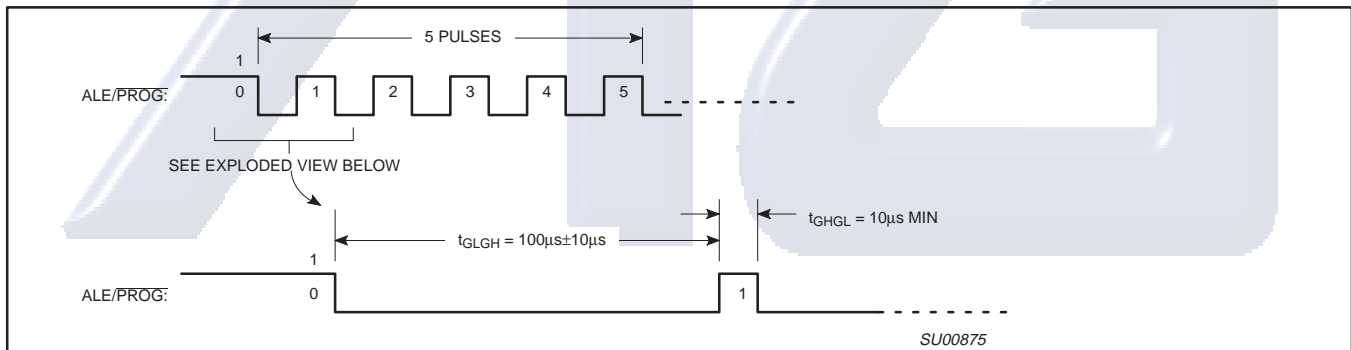 5 PULSES
1
ALE/PROG: 0 1 2 3 4 5
SEE EXPLODED VIEW BELOW
tGHGL = 10µs MIN
tGLGH = 100µs±10µs
1
ALE/PROG: 0 1
SU00875